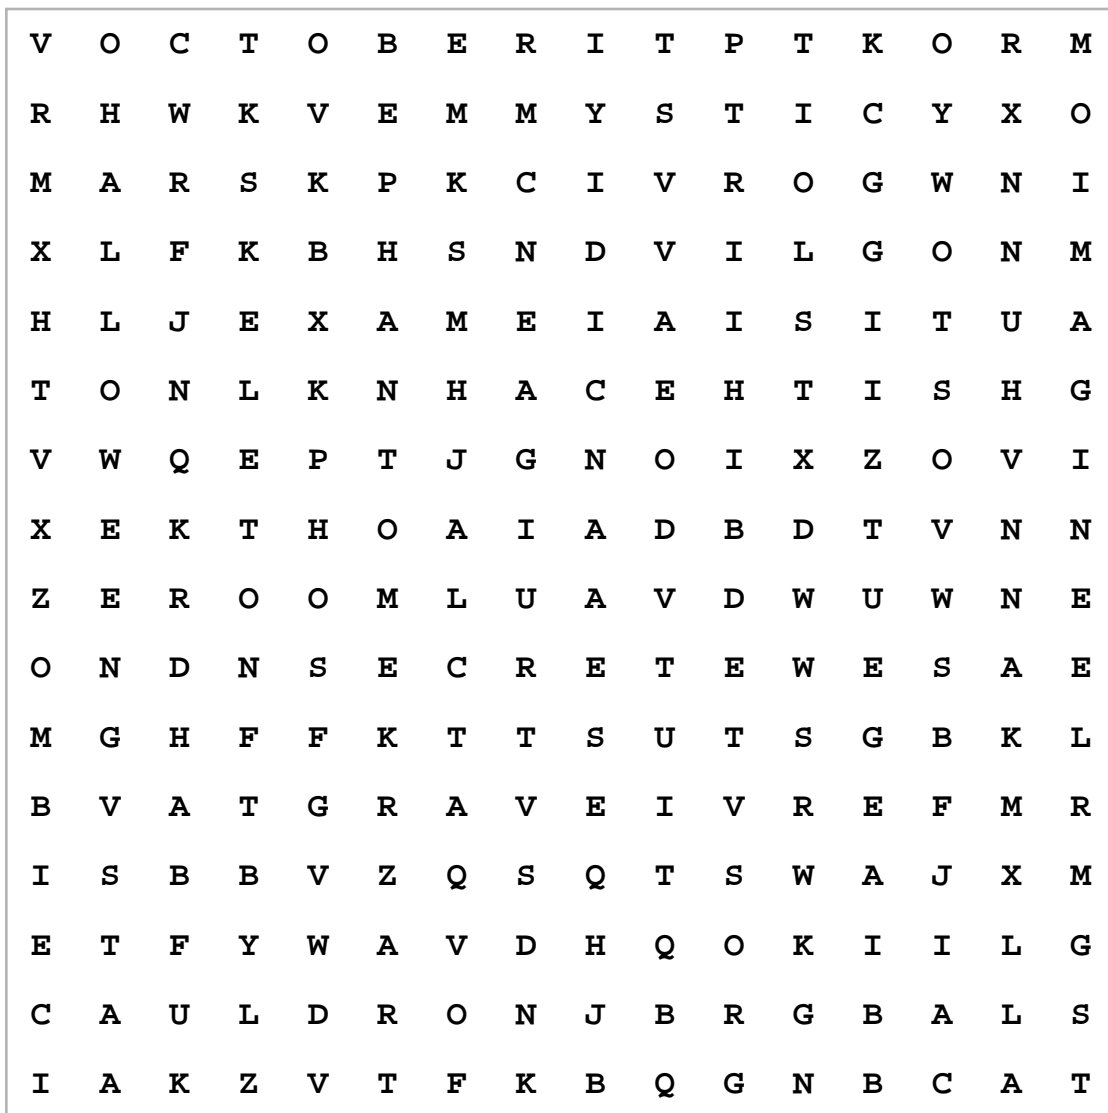 V O C T O B E R I T P T K O R M
R H W K V E M M Y S T I C Y X O
M A R S K P K C I V R O G W N I
X L F K B H S N D V I L G O N M
H L J E X A M E I A I S I T U A
T O N L K N H A C E H T I S H G
V W Q E P T J G N O I X Z O V I
X E K T H O A I A D B D T V N N
Z E R O O M L U A V D W U W N E
O N D N S E C R E T E W E S A E
M G H F F K T T S U T S G B K L
B V A T G R A V E I V R E F M R
I S B B V Z Q S Q T S W A J X M
E T F Y W A V D H Q O K I I L G
C A U L D R O N J B R G B A L S
I A K Z V T F K B Q G N B C A T